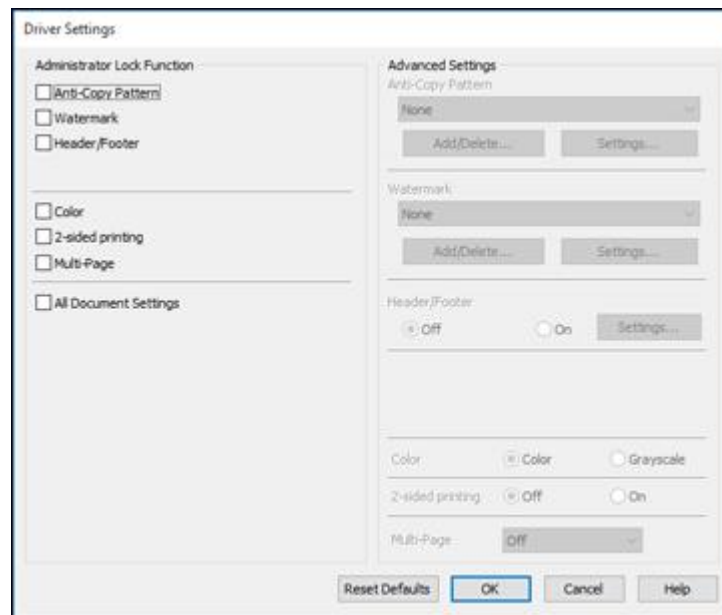 Driver Settings
Administrator Lock Function
Anti-Copy Pattern
Watermark
Header/Footer
Color
2-sided printing
Multi-Page
All Document Settings
Advanced Settings
Anti-Copy Pattern
None
Add/Delete... Settings...
Watermark
None
Add/Delete... Settings...
Header/Footer
Off On Settings...
Color Color Grayscale
2-sided printing Off On
Multi-Page Off
Reset Defaults OK Cancel Help